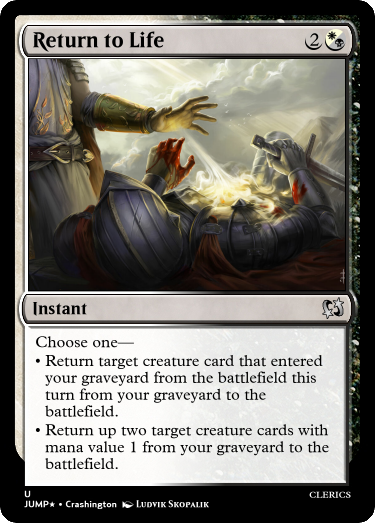 Return to Life 2
Instant
Choose one—
• Return target creature card that entered
your graveyard from the battlefield this
turn from your graveyard to the
battlefield.
• Return up two target creature cards with
mana value 1 from your graveyard to the
battlefield.
U
JUMP★ • Crashington Ludvik Skopalik
CLERICS